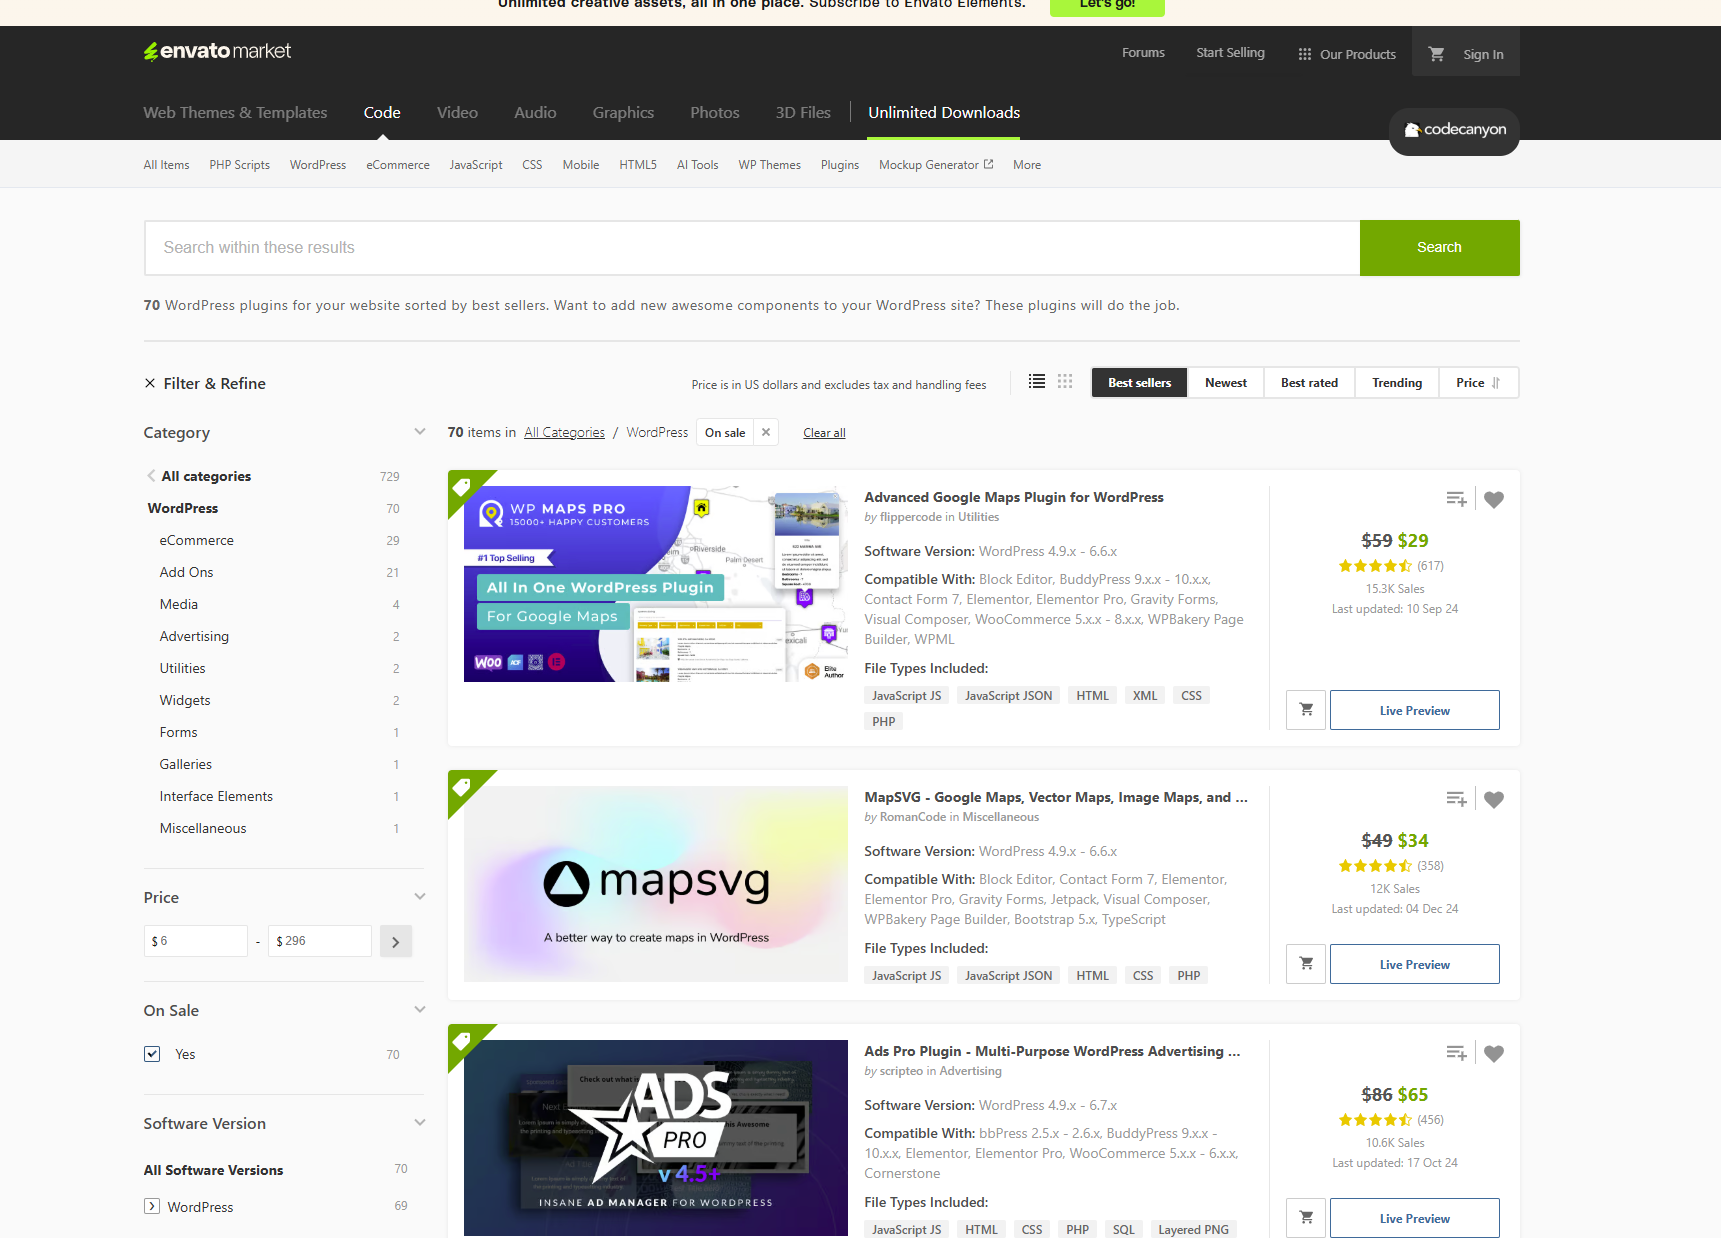 Unlimited creative assets, all in one place. Subscribe to Envato Elements. Let's go!
envato market
Forums Start Selling Our Products Sign In
Web Themes & Templates Code Video Audio Graphics Photos 3D Files Unlimited Downloads
codecanyon
All Items PHP Scripts WordPress eCommerce JavaScript CSS Mobile HTML5 AI Tools WP Themes Plugins Mockup Generator More
Search within these results Search
70 WordPress plugins for your website sorted by best sellers. Want to add new awesome components to your WordPress site? These plugins will do the job.
Filter & Refine
Price is in US dollars and excludes tax and handling fees
Best sellers Newest Best rated Trending Price
Category
70 items in All Categories / WordPress On sale Clear all
All categories 729
WordPress 70
eCommerce 29
Add Ons 21
Media 4
Advertising 2
Utilities 2
Widgets 2
Forms 1
Galleries 1
Interface Elements 1
Miscellaneous 1
Price
$ 6 - $ 296
On Sale
Yes 70
Software Version
All Software Versions 70
WordPress 69
WP MAPS PRO
15000+ HAPPY CUSTOMERS
#1 Top Selling
All In One WordPress Plugin
For Google Maps
Riverside
Palm Desert
WOO ACF
Elite
Author
Advanced Google Maps Plugin for WordPress
by flippercode in Utilities
Software Version: WordPress 4.9.x - 6.6.x
Compatible With: Block Editor, BuddyPress 9.x.x - 10.x.x,
Contact Form 7, Elementor, Elementor Pro, Gravity Forms,
Visual Composer, WooCommerce 5.x.x - 8.x.x, WPBakery Page
Builder, WPML
File Types Included:
JavaScript JS JavaScript JSON HTML XML CSS
PHP
$59 $29
(617)
15.3K Sales
Last updated: 10 Sep 24
Live Preview
mapsvg
A better way to create maps in WordPress
MapSVG - Google Maps, Vector Maps, Image Maps, and ...
by RomanCode in Miscellaneous
Software Version: WordPress 4.9.x - 6.6.x
Compatible With: Block Editor, Contact Form 7, Elementor,
Elementor Pro, Gravity Forms, Jetpack, Visual Composer,
WPBakery Page Builder, Bootstrap 5.x, TypeScript
File Types Included:
JavaScript JS JavaScript JSON HTML CSS PHP
$49 $34
(358)
12K Sales
Last updated: 04 Dec 24
Live Preview
Check out what
ADS
PRO
v 4.5+
INSANE AD MANAGER FOR WORDPRESS
Ads Pro Plugin - Multi-Purpose WordPress Advertising ...
by scripteo in Advertising
Software Version: WordPress 4.9.x - 6.7.x
Compatible With: bbPress 2.5.x - 2.6.x, BuddyPress 9.x.x -
10.x.x, Elementor, Elementor Pro, WooCommerce 5.x.x - 6.x.x,
Cornerstone
File Types Included:
JavaScript JS HTML CSS PHP SQL Layered PNG
$86 $65
(456)
10.6K Sales
Last updated: 17 Oct 24
Live Preview